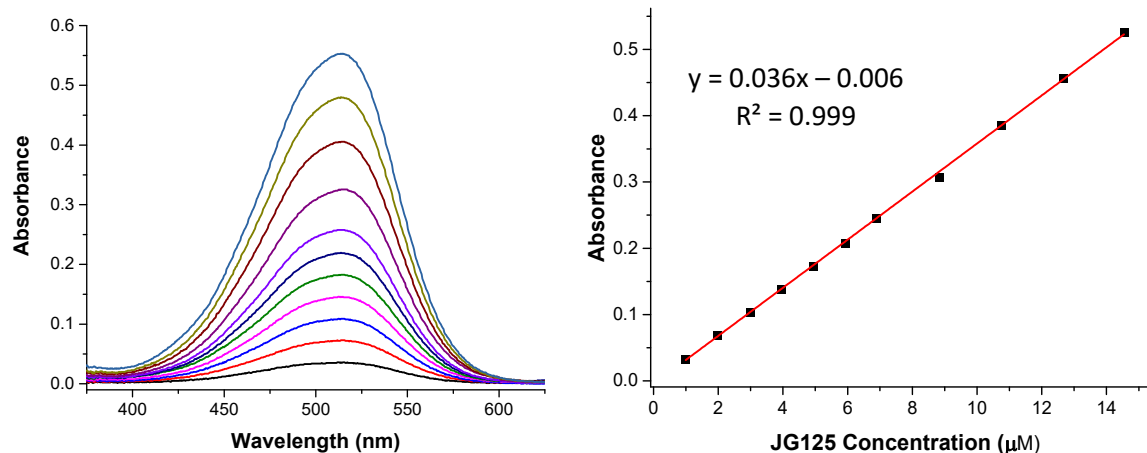 0.6
0.5
0.4
0.3
0.2
0.1
0.0
Absorbance
400 450 500 550 600
Wavelength (nm)
y = 0.036x – 0.006
R² = 0.999
0.5
0.4
0.3
0.2
0.1
0.0
Absorbance
0 2 4 6 8 10 12 14
JG125 Concentration (μM)